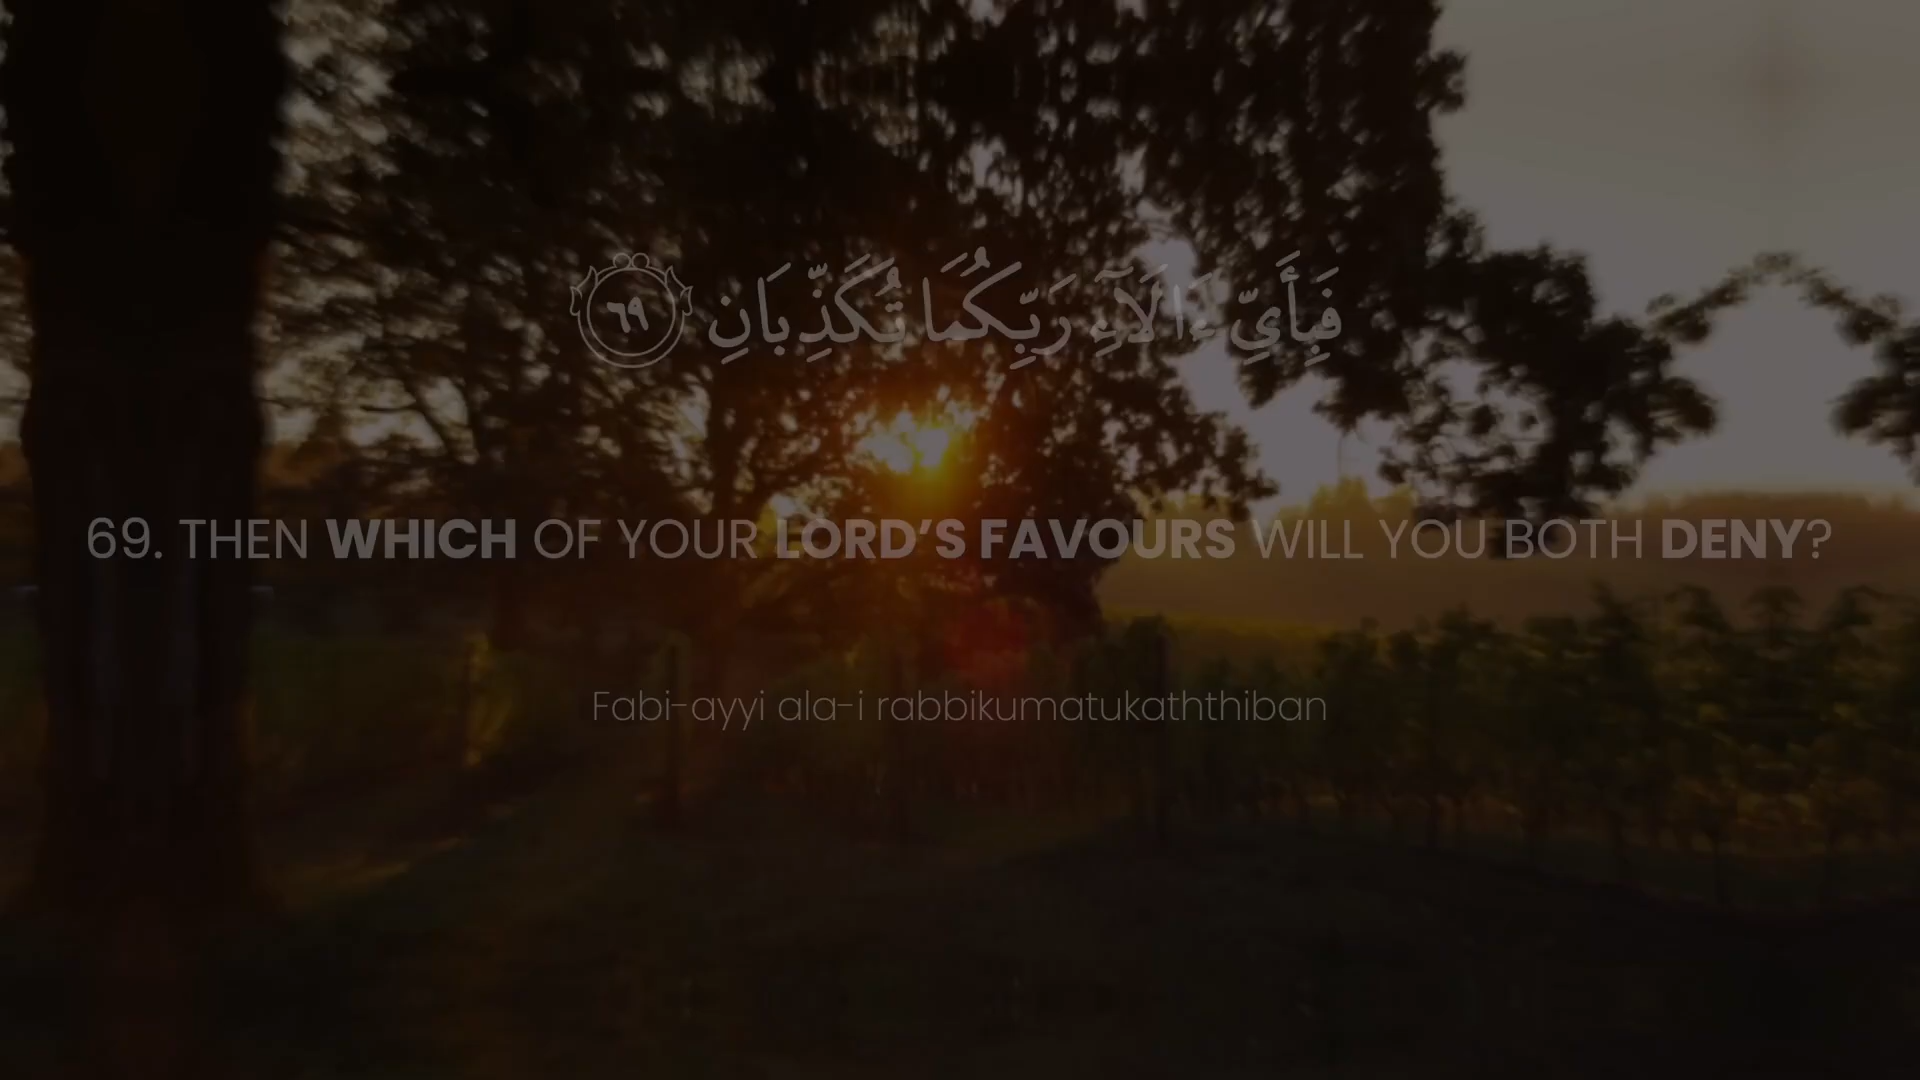 فَبِأَيِّ ءَالَآءِ رَبِّكُمَا تُكَذِّبَانِ ٦٩
69. THEN WHICH OF YOUR LORD’S FAVOURS WILL YOU BOTH DENY?
Fabi-ayyi ala-i rabbikumatukaththiban